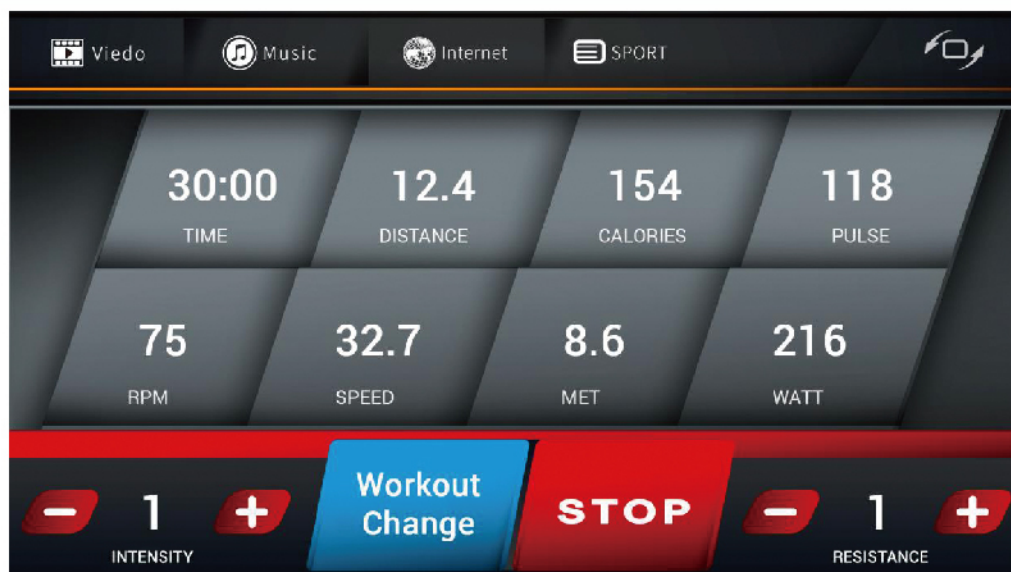 Viedo Music Internet SPORT
30:00 12.4 154 118
TIME DISTANCE CALORIES PULSE
75 32.7 8.6 216
RPM SPEED MET WATT
Workout
Change
STOP
1 1
INTENSITY RESISTANCE